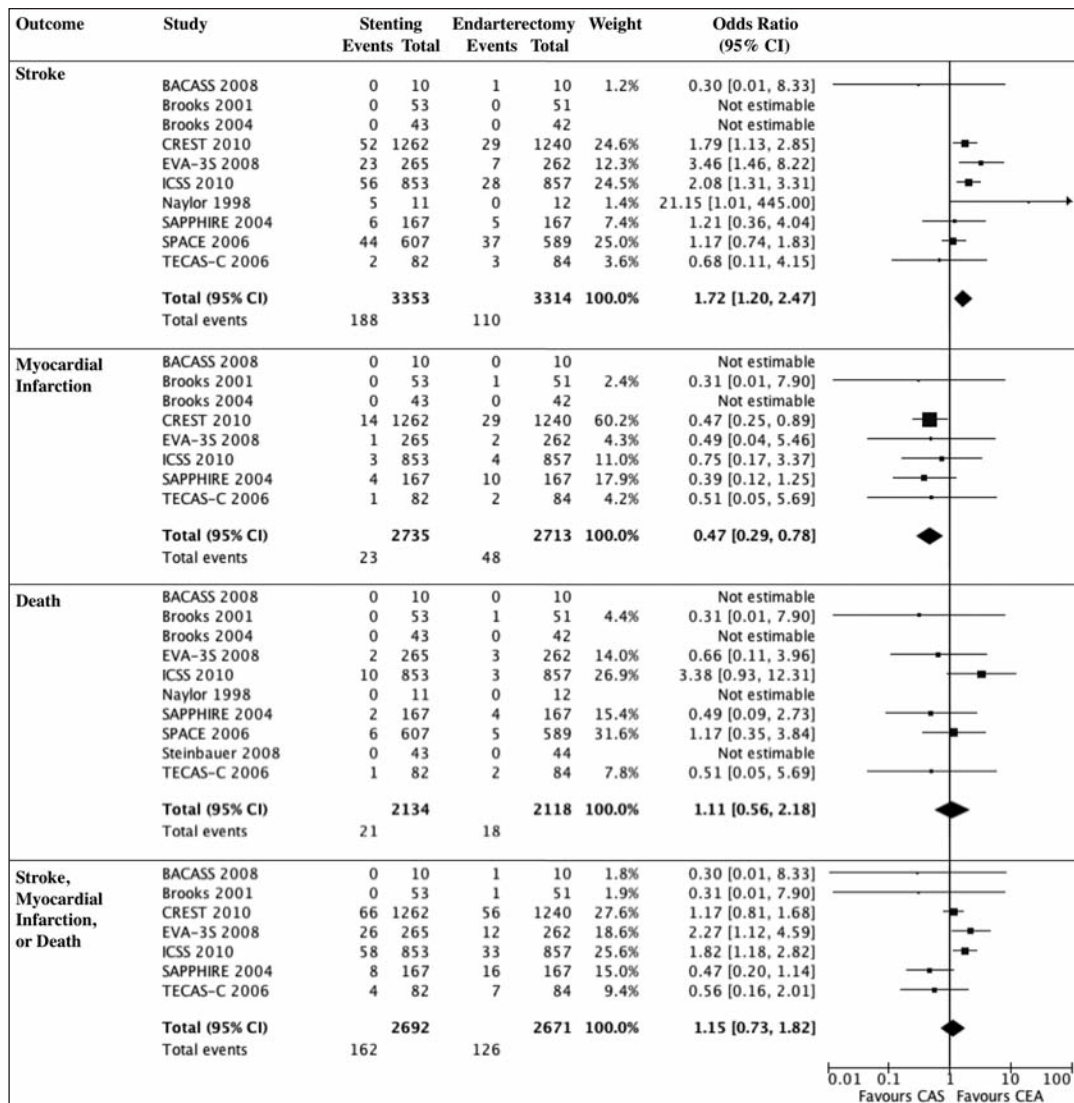 Outcome Study Stenting Endarterectomy Weight Odds Ratio
Events Total Events Total (95% CI)
Stroke
BACASS 2008 0 10 1 10 1.2% 0.30 [0.01, 8.33]
Brooks 2001 0 53 0 51 Not estimable
Brooks 2004 0 43 0 42 Not estimable
CREST 2010 52 1262 29 1240 24.6% 1.79 [1.13, 2.85]
EVA-3S 2008 23 265 7 262 12.3% 3.46 [1.46, 8.22]
ICSS 2010 56 853 28 857 24.5% 2.08 [1.31, 3.31]
Naylor 1998 5 11 0 12 1.4% 21.15 [1.01, 445.00]
SAPPHIRE 2004 6 167 5 167 7.4% 1.21 [0.36, 4.04]
SPACE 2006 44 607 37 589 25.0% 1.17 [0.74, 1.83]
TECAS-C 2006 2 82 3 84 3.6% 0.68 [0.11, 4.15]
Total (95% CI) 3353 3314 100.0% 1.72 [1.20, 2.47]
Total events 188 110
Myocardial
Infarction
BACASS 2008 0 10 0 10 Not estimable
Brooks 2001 0 53 1 51 2.4% 0.31 [0.01, 7.90]
Brooks 2004 0 43 0 42 Not estimable
CREST 2010 14 1262 29 1240 60.2% 0.47 [0.25, 0.89]
EVA-3S 2008 1 265 2 262 4.3% 0.49 [0.04, 5.46]
ICSS 2010 3 853 4 857 11.0% 0.75 [0.17, 3.37]
SAPPHIRE 2004 4 167 10 167 17.9% 0.39 [0.12, 1.25]
TECAS-C 2006 1 82 2 84 4.2% 0.51 [0.05, 5.69]
Total (95% CI) 2735 2713 100.0% 0.47 [0.29, 0.78]
Total events 23 48
Death
BACASS 2008 0 10 0 10 Not estimable
Brooks 2001 0 53 1 51 4.4% 0.31 [0.01, 7.90]
Brooks 2004 0 43 0 42 Not estimable
EVA-3S 2008 2 265 3 262 14.0% 0.66 [0.11, 3.96]
ICSS 2010 10 853 3 857 26.9% 3.38 [0.93, 12.31]
Naylor 1998 0 11 0 12 Not estimable
SAPPHIRE 2004 2 167 4 167 15.4% 0.49 [0.09, 2.73]
SPACE 2006 6 607 5 589 31.6% 1.17 [0.35, 3.84]
Steinbauer 2008 0 43 0 44 Not estimable
TECAS-C 2006 1 82 2 84 7.8% 0.51 [0.05, 5.69]
Total (95% CI) 2134 2118 100.0% 1.11 [0.56, 2.18]
Total events 21 18
Stroke,
Myocardial
Infarction,
or Death
BACASS 2008 0 10 1 10 1.8% 0.30 [0.01, 8.33]
Brooks 2001 0 53 1 51 1.9% 0.31 [0.01, 7.90]
CREST 2010 66 1262 56 1240 27.6% 1.17 [0.81, 1.68]
EVA-3S 2008 26 265 12 262 18.6% 2.27 [1.12, 4.59]
ICSS 2010 58 853 33 857 25.6% 1.82 [1.18, 2.82]
SAPPHIRE 2004 8 167 16 167 15.0% 0.47 [0.20, 1.14]
TECAS-C 2006 4 82 7 84 9.4% 0.56 [0.16, 2.01]
Total (95% CI) 2692 2671 100.0% 1.15 [0.73, 1.82]
Total events 162 126
0.01 0.1 1 10 100
Favours CAS Favours CEA